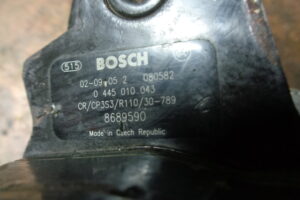 515 BOSCH
02-09-05 2 080582
0 445 010 043
CR/CP3S3/R110/30-789
8689590
Made in Czech Republic